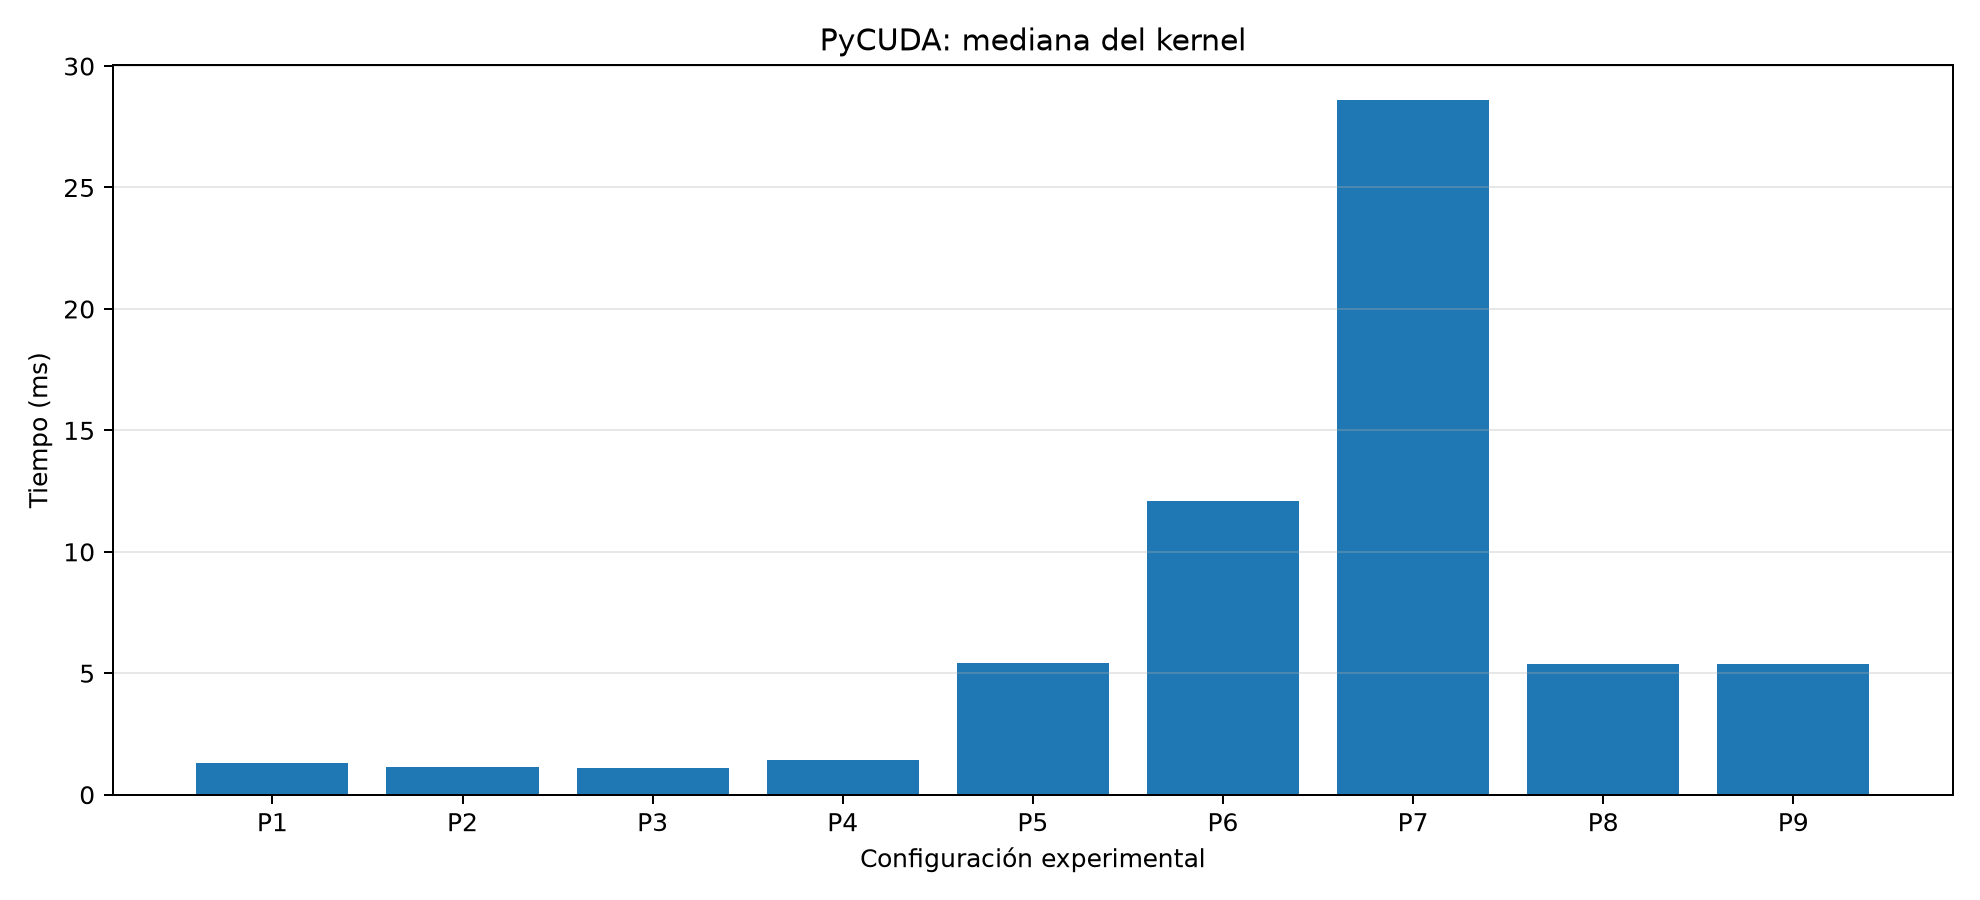 PyCUDA: mediana del kernel
30
25
20
15
10
5
0
Tiempo (ms)
P1 P2 P3 P4 P5 P6 P7 P8 P9
Configuración experimental